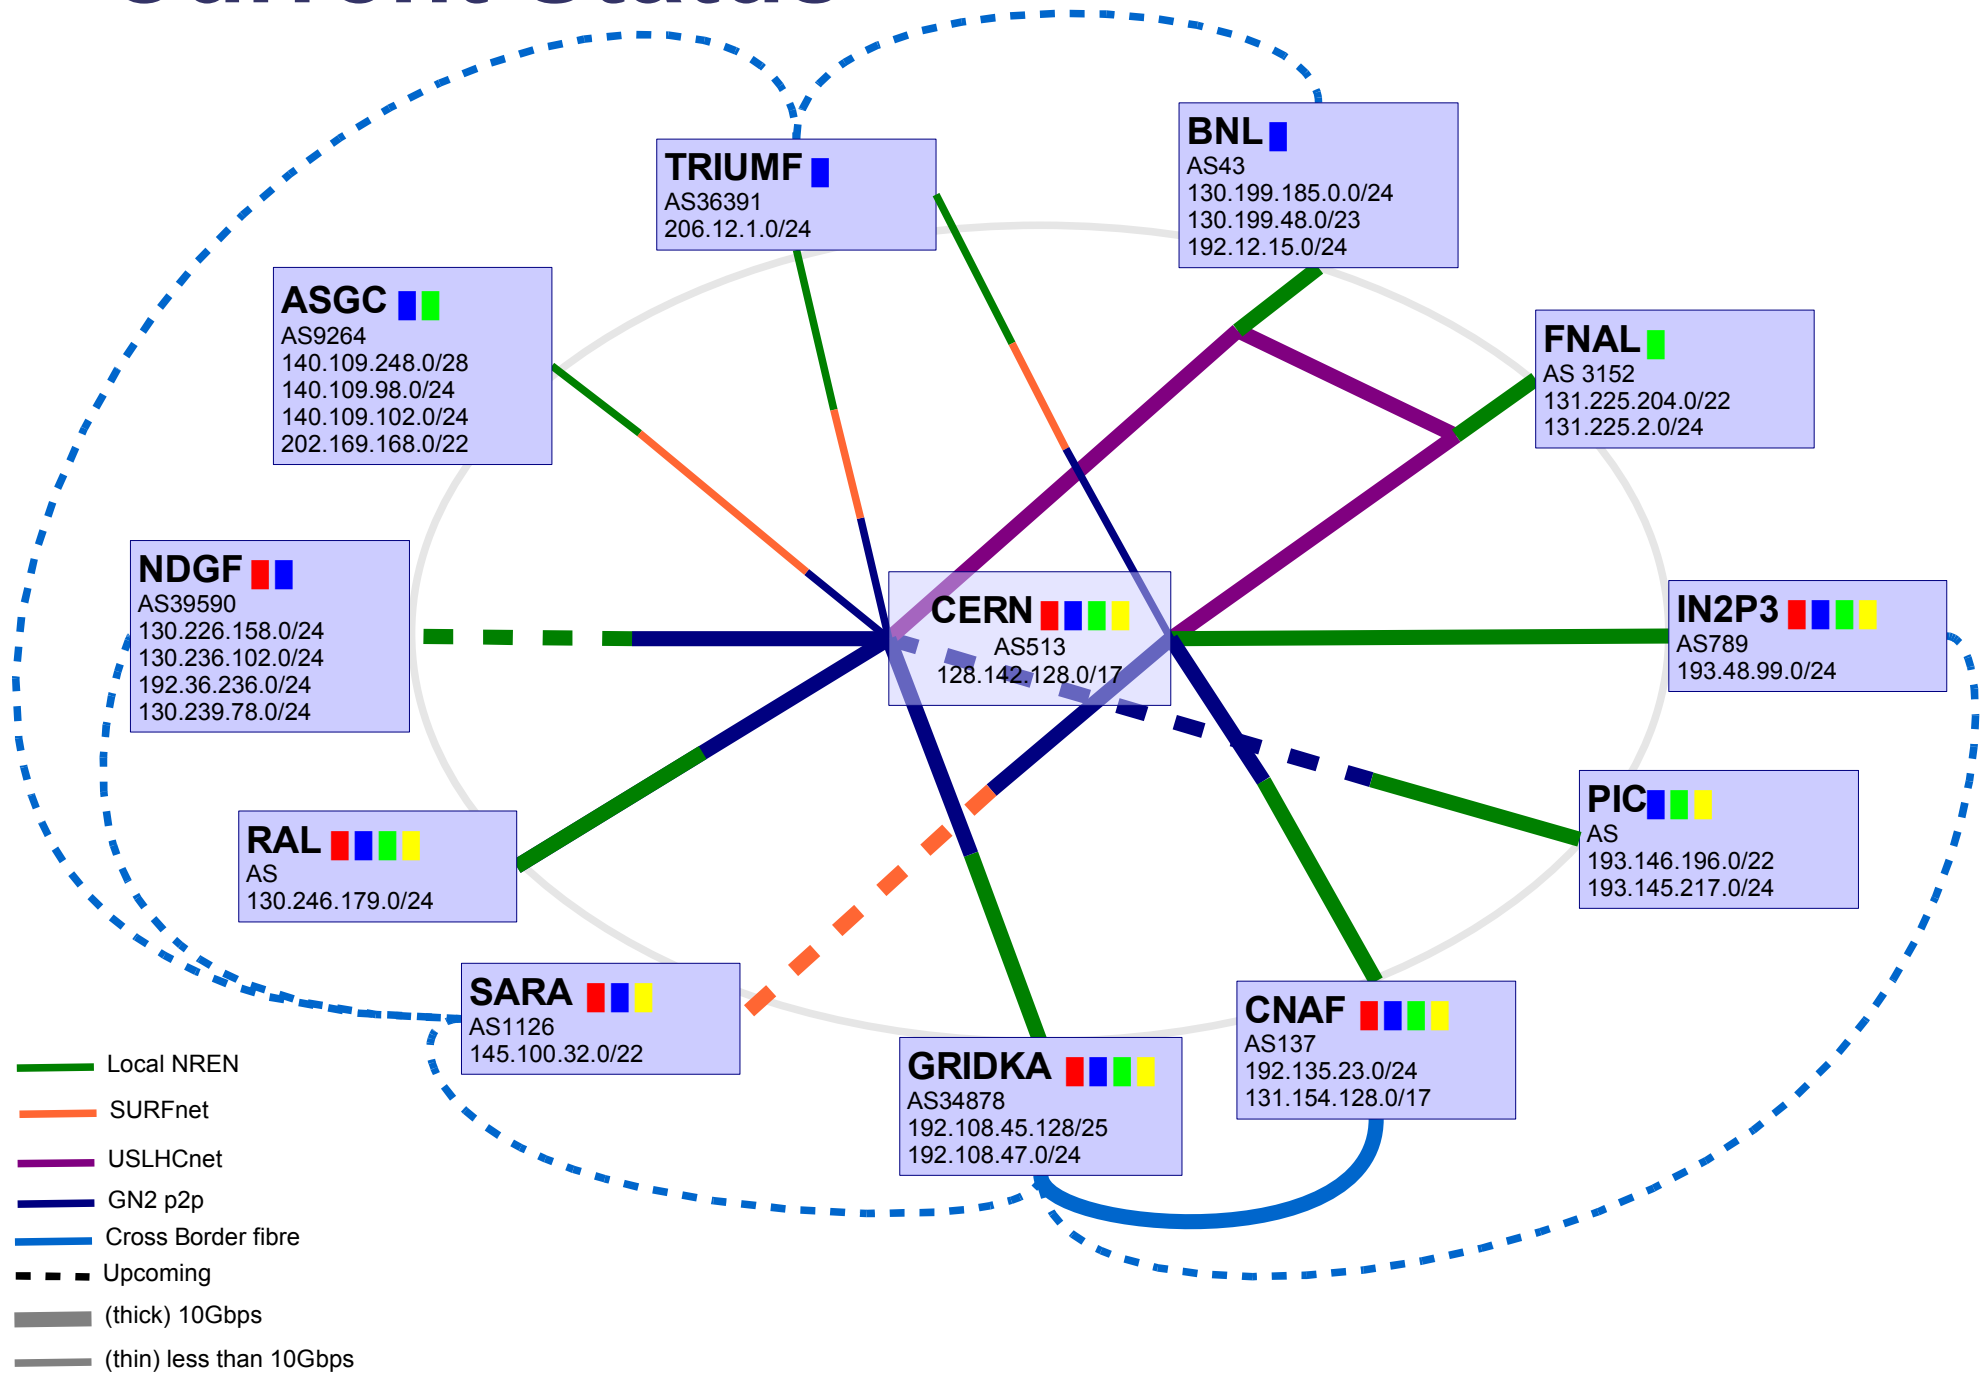 Current Status
BNL
AS43
130.199.185.0.0/24
130.199.48.0/23
192.12.15.0/24
TRIUMF
AS36391
206.12.1.0/24
ASGC
AS9264
140.109.248.0/28
140.109.98.0/24
140.109.102.0/24
202.169.168.0/22
FNAL
AS 3152
131.225.204.0/22
131.225.2.0/24
NDGF
AS39590
130.226.158.0/24
130.236.102.0/24
192.36.236.0/24
130.239.78.0/24
CERN
AS513
128.142.128.0/17
IN2P3
AS789
193.48.99.0/24
PIC
AS
193.146.196.0/22
193.145.217.0/24
RAL
AS
130.246.179.0/24
SARA
AS1126
145.100.32.0/22
GRIDKA
AS34878
192.108.45.128/25
192.108.47.0/24
CNAF
AS137
192.135.23.0/24
131.154.128.0/17
Local NREN
SURFnet
USLHCnet
GN2 p2p
Cross Border fibre
Upcoming
(thick) 10Gbps
(thin) less than 10Gbps